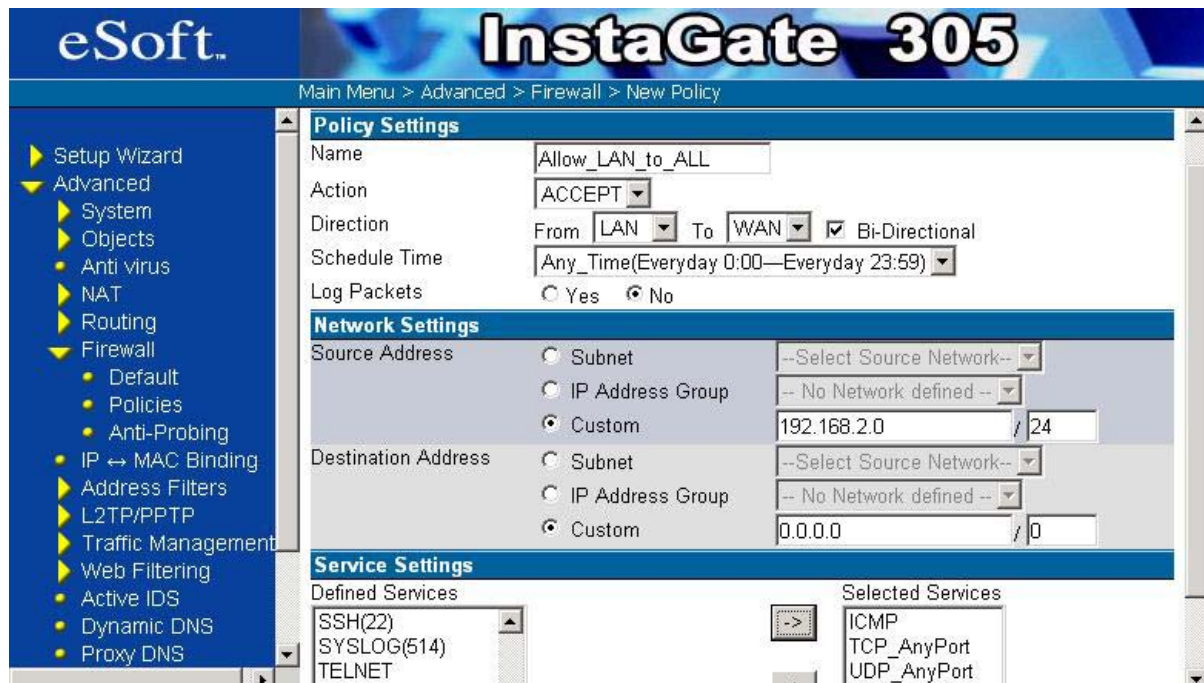 eSoft™
InstaGate 305
Main Menu > Advanced > Firewall > New Policy
Setup Wizard
Advanced
System
Objects
Anti virus
NAT
Routing
Firewall
Default
Policies
Anti-Probing
IP ↔ MAC Binding
Address Filters
L2TP/PPTP
Traffic Management
Web Filtering
Active IDS
Dynamic DNS
Proxy DNS
Policy Settings
Name Allow_LAN_to_ALL
Action ACCEPT
Direction From LAN To WAN Bi-Directional
Schedule Time Any_Time(Everyday 0:00—Everyday 23:59)
Log Packets Yes No
Network Settings
Source Address Subnet --Select Source Network--
IP Address Group -- No Network defined --
Custom 192.168.2.0 / 24
Destination Address Subnet --Select Source Network--
IP Address Group -- No Network defined --
Custom 0.0.0.0 / 0
Service Settings
Defined Services Selected Services
SSH(22) -> ICMP
SYSLOG(514) TCP_AnyPort
TELNET UDP_AnyPort